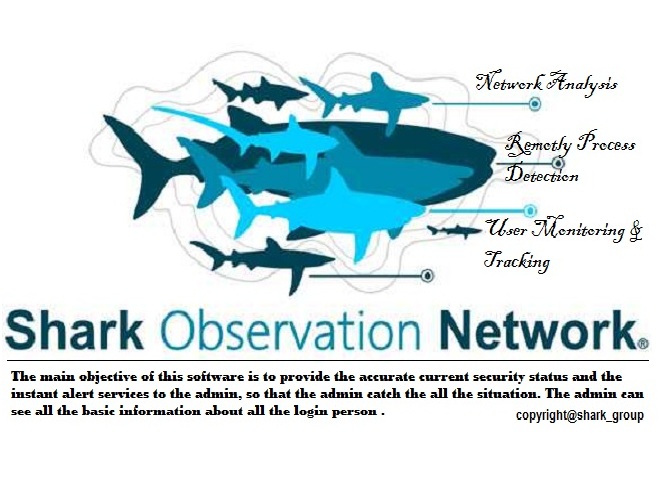 Network Analysis
Remotly Process
Detection
User Monitoring &
Tracking
Shark Observation Network®
The main objective of this software is to provide the accurate current security status and the
instant alert services to the admin, so that the admin catch the all the situation. The admin can
see all the basic information about all the login person .
copyright@shark_group